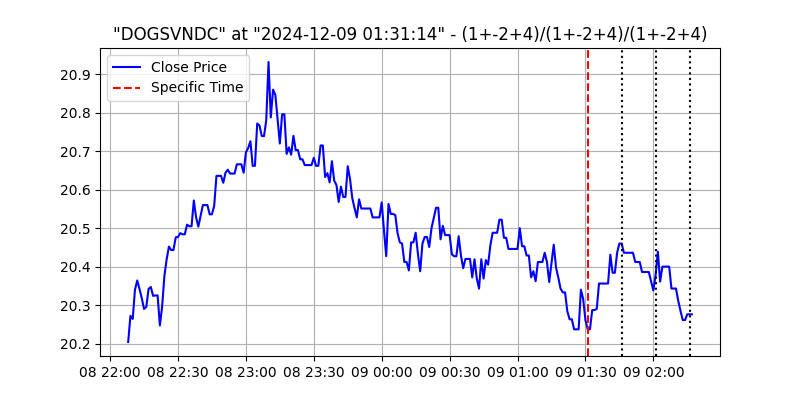 "DOGSVNDC" at "2024-12-09 01:31:14" - (1+-2+4)/(1+-2+4)/(1+-2+4)
Close Price
Specific Time
20.9
20.8
20.7
20.6
20.5
20.4
20.3
20.2
08 22:00 08 22:30 08 23:00 08 23:30 09 00:00 09 00:30 09 01:00 09 01:30 09 02:00